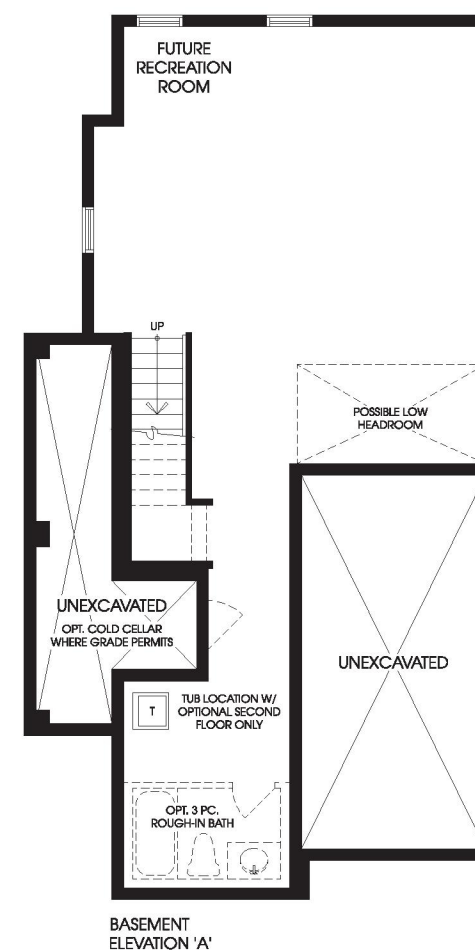 FUTURE
RECREATION
ROOM
UP
POSSIBLE LOW
HEADROOM
UNEXCAVATED
OPT. COLD CELLAR
WHERE GRADE PERMITS
UNEXCAVATED
T
TUB LOCATION W/
OPTIONAL SECOND
FLOOR ONLY
OPT. 3 PC.
ROUGH-IN BATH
BASEMENT
ELEVATION 'A'